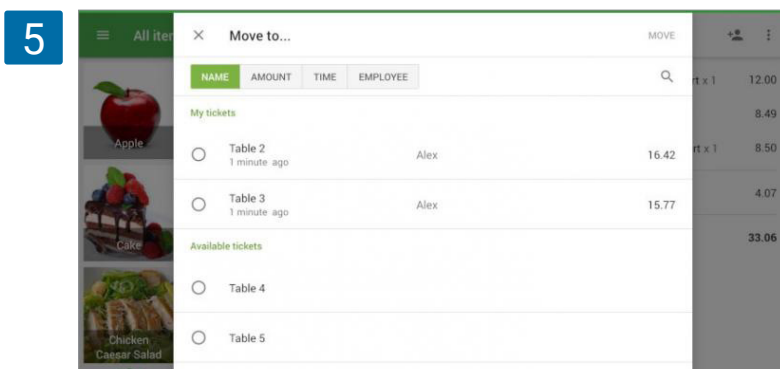 5
All iter
Move to...
MOVE
NAME AMOUNT TIME EMPLOYEE
My tickets
Table 2 Alex 16.42
1 minute ago
Table 3 Alex 15.77
1 minute ago
Available tickets
Table 4
Table 5
Apple
Cake
Chicken
Caesar Salad
rt x 1 12.00
8.49
rt x 1 8.50
4.07
33.06